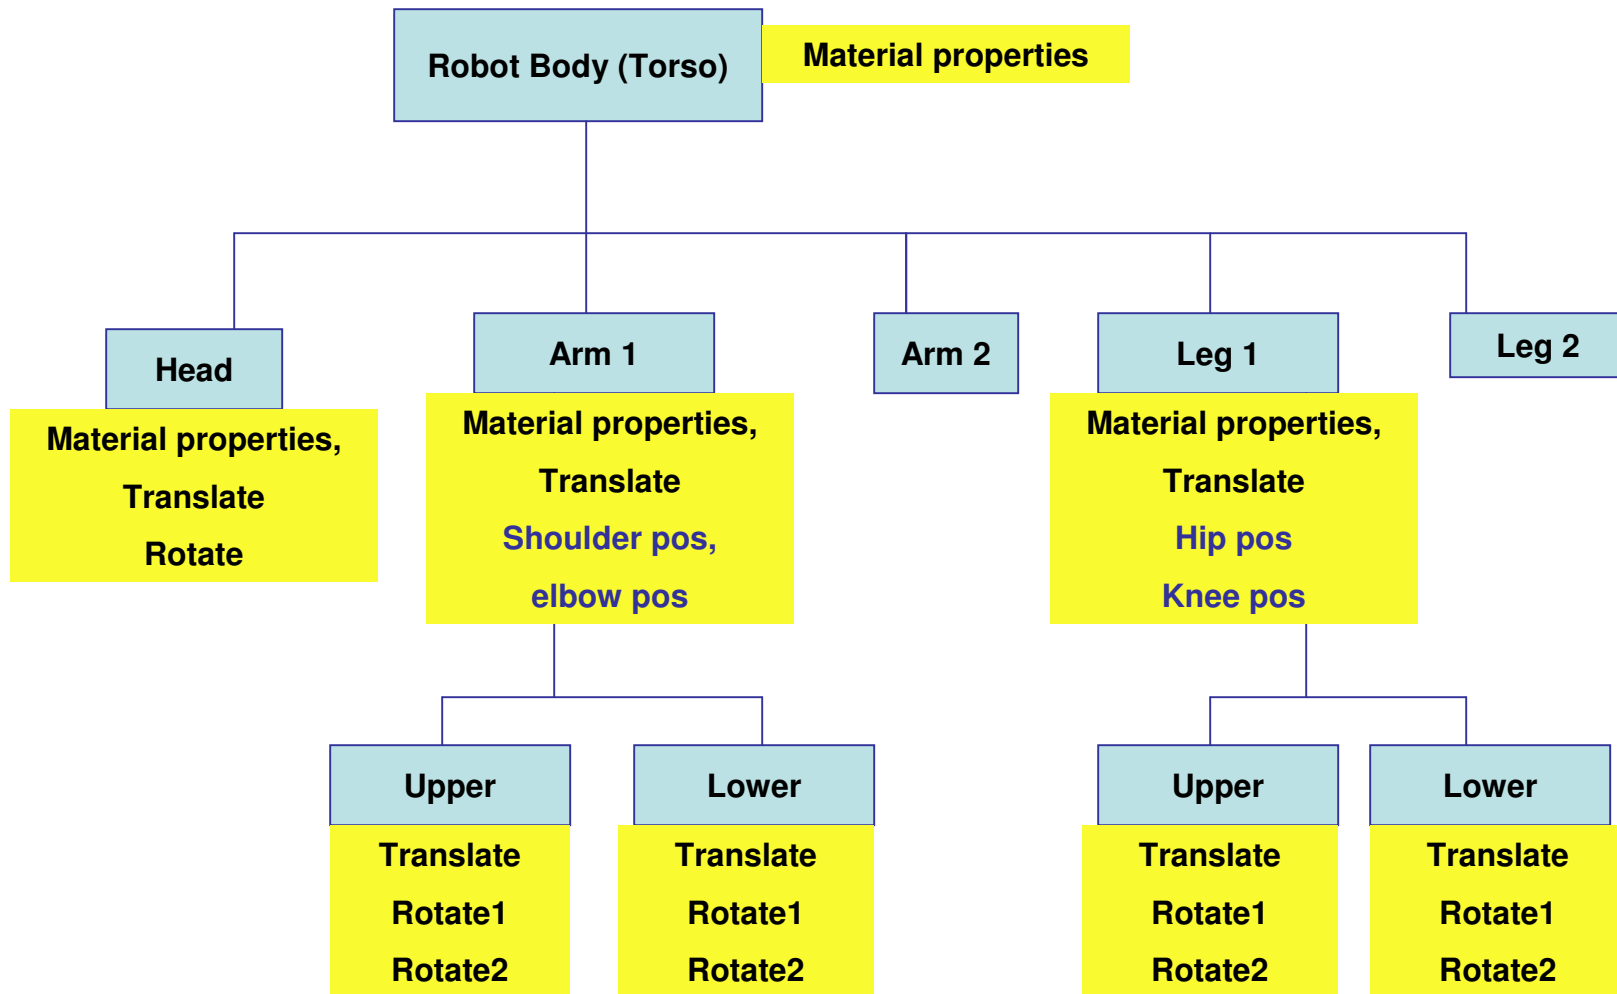 Robot Body (Torso)
Material properties
Head
Material properties,
Translate
Rotate
Arm 1
Material properties,
Translate
Shoulder pos,
elbow pos
Arm 2
Leg 1
Material properties,
Translate
Hip pos
Knee pos
Leg 2
Upper
Translate
Rotate1
Rotate2
Lower
Translate
Rotate1
Rotate2
Upper
Translate
Rotate1
Rotate2
Lower
Translate
Rotate1
Rotate2